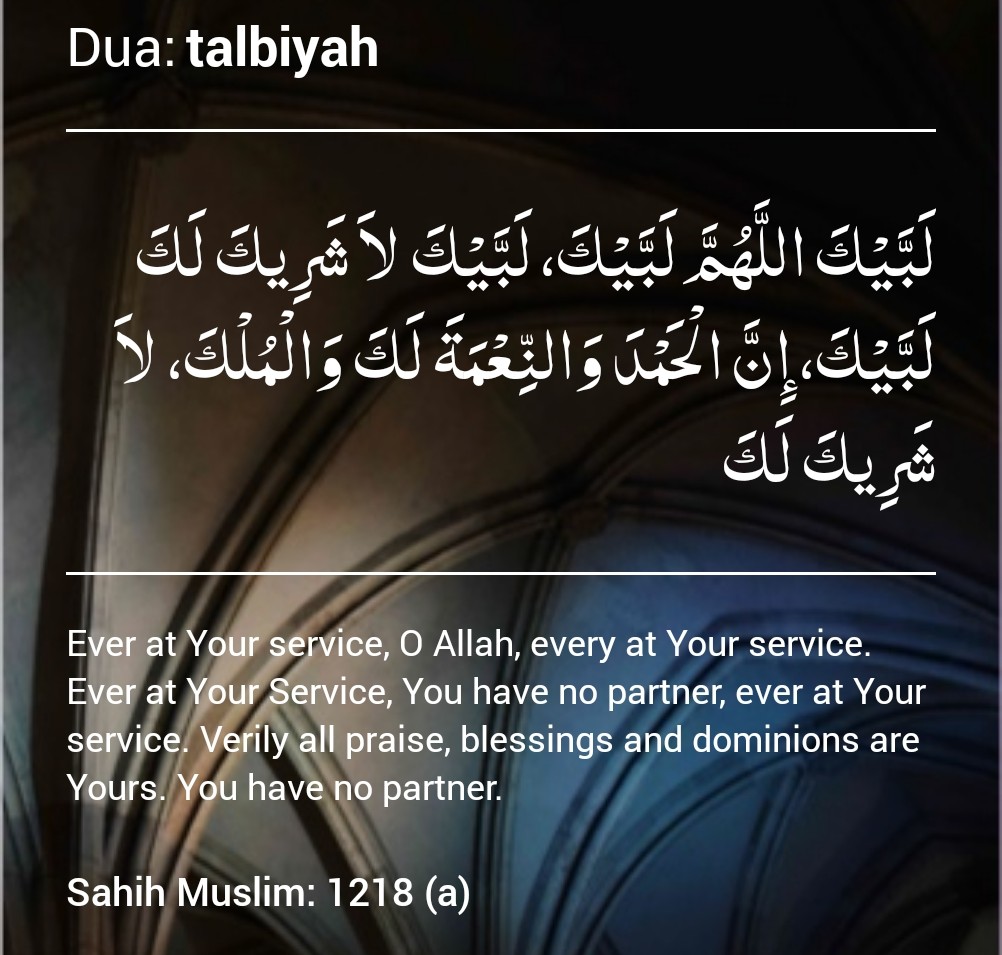 Dua: talbiyah
لَبَّيْكَ اللَّهُمَّ لَبَّيْكَ، لَبَّيْكَ لاَ شَرِيكَ لَكَ
لَبَّيْكَ، إِنَّ الْحَمْدَ وَالنِّعْمَةَ لَكَ وَالْمُلْكَ، لاَ
شَرِيكَ لَكَ
Ever at Your service, O Allah, every at Your service.
Ever at Your Service, You have no partner, ever at Your
service. Verily all praise, blessings and dominions are
Yours. You have no partner.
Sahih Muslim: 1218 (a)